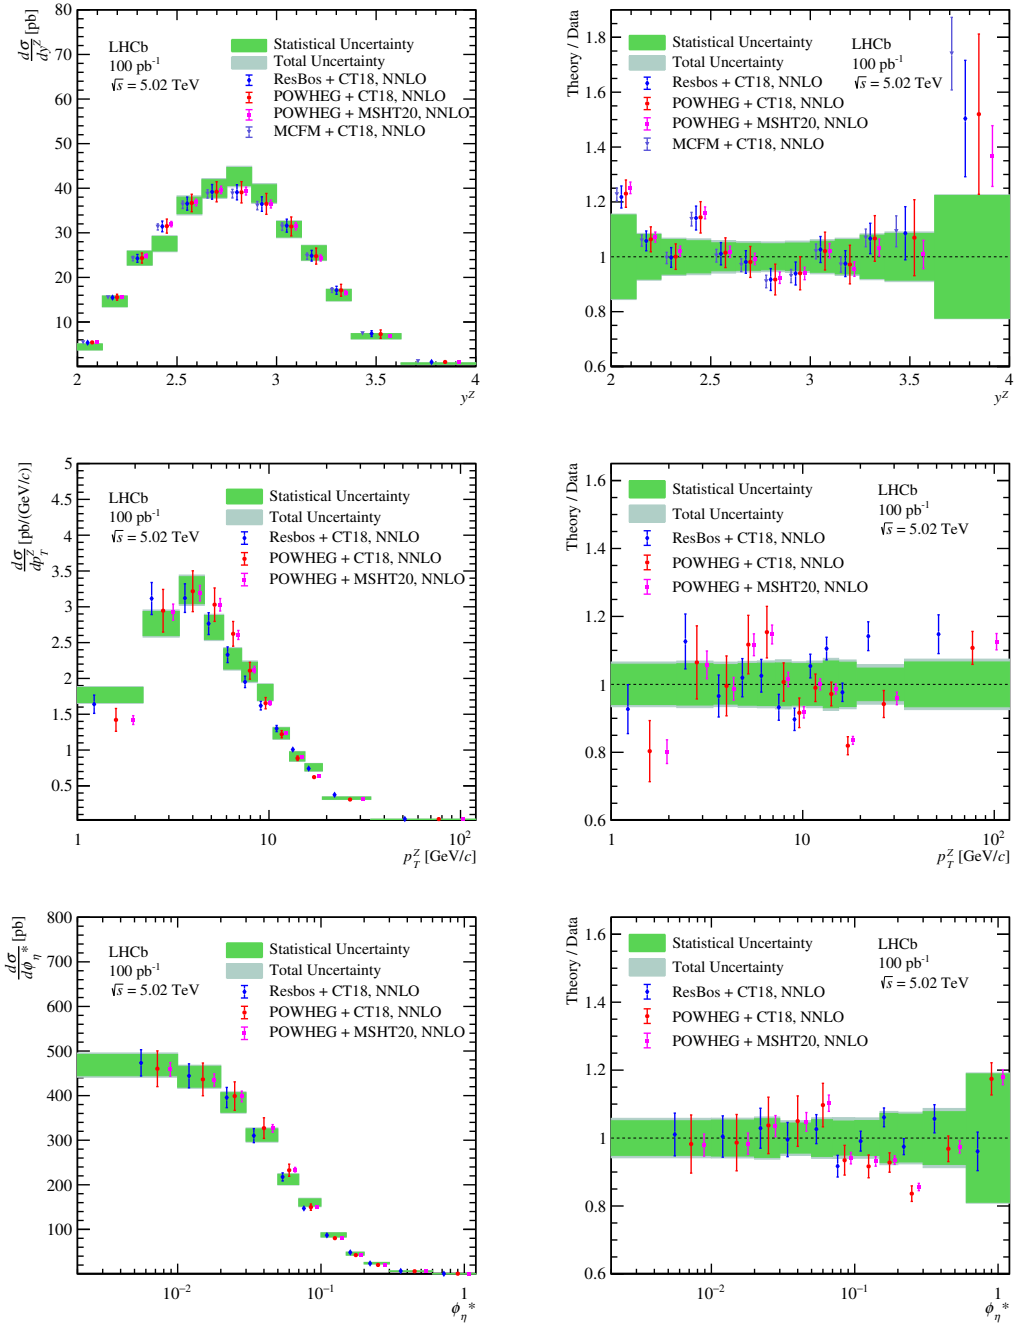 dσ/dy^Z [pb]
80
70
60
50
40
30
20
10
LHCb
100 pb⁻¹
√s = 5.02 TeV
Statistical Uncertainty
Total Uncertainty
ResBos + CT18, NNLO
POWHEG + CT18, NNLO
POWHEG + MSHT20, NNLO
MCFM + CT18, NNLO
2 2.5 3 3.5 4
y^Z
Theory / Data
1.8
1.6
1.4
1.2
1
0.8
0.6
Statistical Uncertainty
Total Uncertainty
Resbos + CT18, NNLO
POWHEG + CT18, NNLO
POWHEG + MSHT20, NNLO
MCFM + CT18, NNLO
LHCb
100 pb⁻¹
√s = 5.02 TeV
2 2.5 3 3.5 4
y^Z
dσ/dp_T^Z [pb/(GeV/c)]
5
4.5
4
3.5
3
2.5
2
1.5
1
0.5
LHCb
100 pb⁻¹
√s = 5.02 TeV
Statistical Uncertainty
Total Uncertainty
Resbos + CT18, NNLO
POWHEG + CT18, NNLO
POWHEG + MSHT20, NNLO
1 10 10²
p_T^Z [GeV/c]
Theory / Data
1.6
1.4
1.2
1
0.8
0.6
Statistical Uncertainty
Total Uncertainty
ResBos + CT18, NNLO
POWHEG + CT18, NNLO
POWHEG + MSHT20, NNLO
LHCb
100 pb⁻¹
√s = 5.02 TeV
1 10 10²
p_T^Z [GeV/c]
dσ/dϕ_η* [pb]
800
700
600
500
400
300
200
100
LHCb
100 pb⁻¹
√s = 5.02 TeV
Statistical Uncertainty
Total Uncertainty
Resbos + CT18, NNLO
POWHEG + CT18, NNLO
POWHEG + MSHT20, NNLO
10⁻² 10⁻¹ 1
ϕ_η*
Theory / Data
1.6
1.4
1.2
1
0.8
0.6
Statistical Uncertainty
Total Uncertainty
ResBos + CT18, NNLO
POWHEG + CT18, NNLO
POWHEG + MSHT20, NNLO
LHCb
100 pb⁻¹
√s = 5.02 TeV
10⁻² 10⁻¹ 1
ϕ_η*